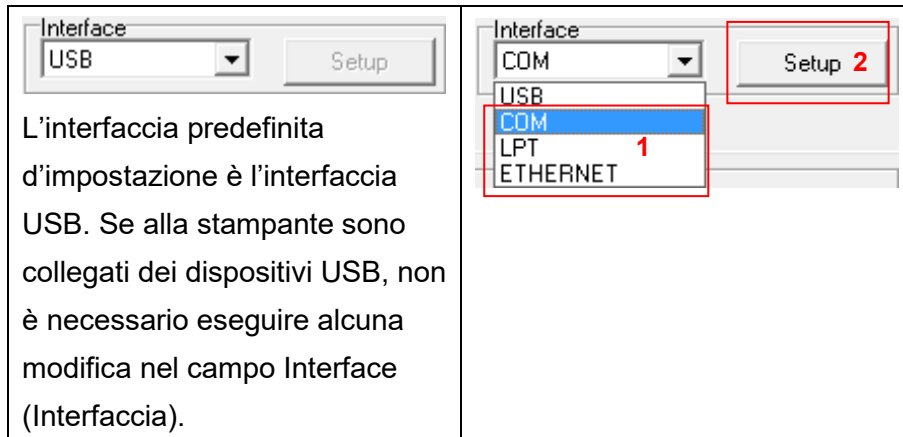 Interface
USB
Setup
L’interfaccia predefinita
d’impostazione è l’interfaccia
USB. Se alla stampante sono
collegati dei dispositivi USB, non
è necessario eseguire alcuna
modifica nel campo Interface
(Interfaccia).
Interface
COM
Setup 2
USB
COM
LPT 1
ETHERNET